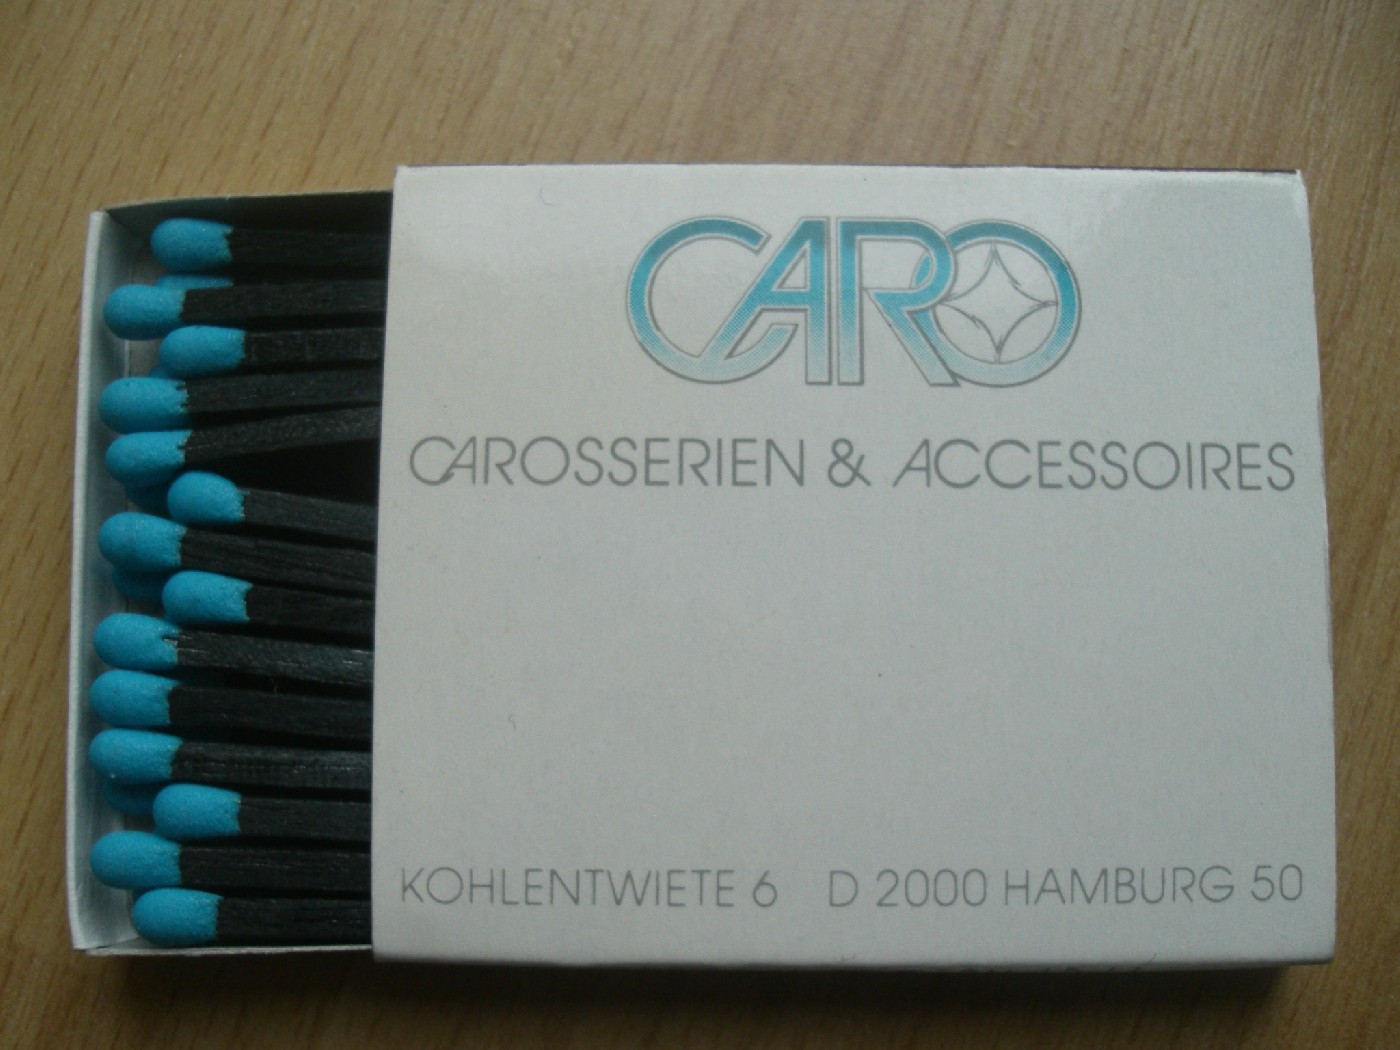 CARO
CAROSSERIEN & ACCESSOIRES
KOHLENTWIETE 6 D 2000 HAMBURG 50